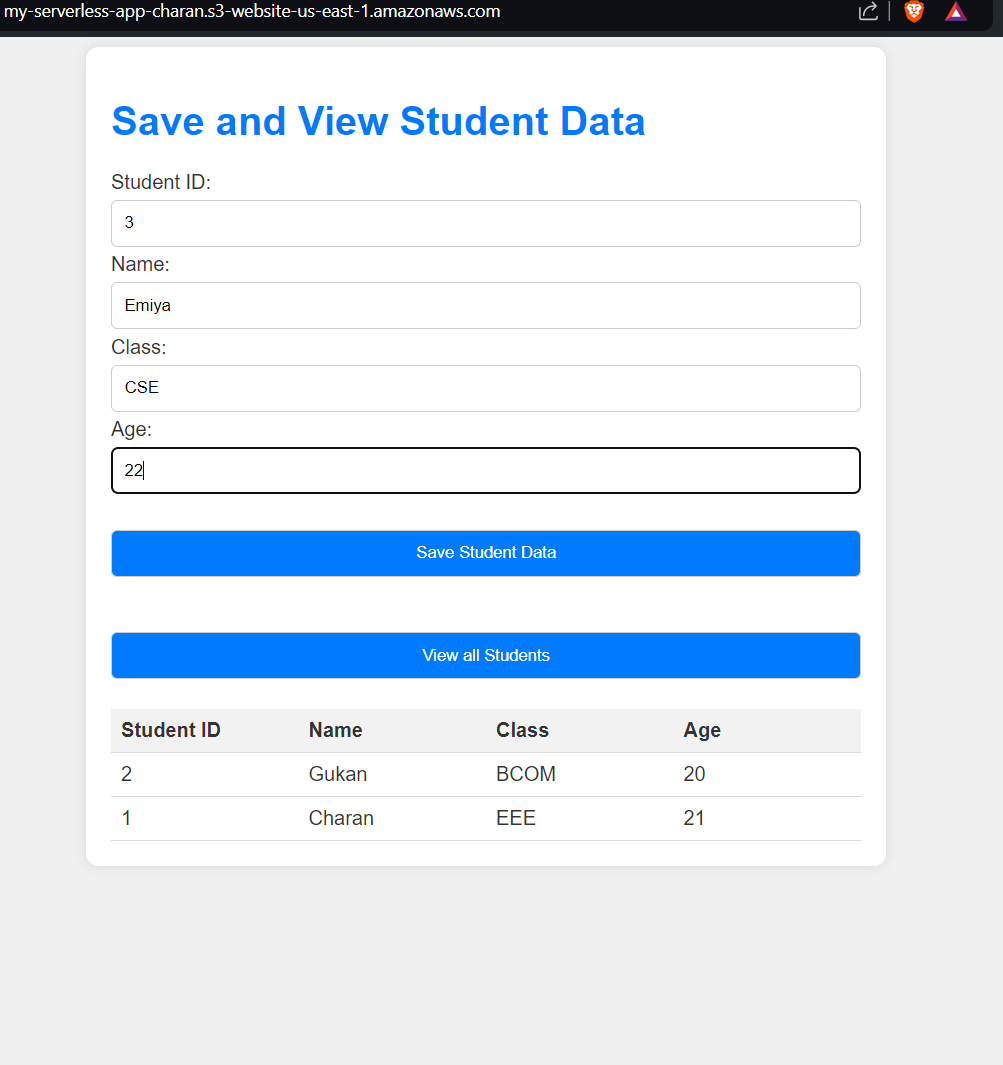 my-serverless-app-charan.s3-website-us-east-1.amazonaws.com
Save and View Student Data
Student ID:
3
Name:
Emiya
Class:
CSE
Age:
22
Save Student Data
View all Students
Student ID Name Class Age
2 Gukan BCOM 20
1 Charan EEE 21